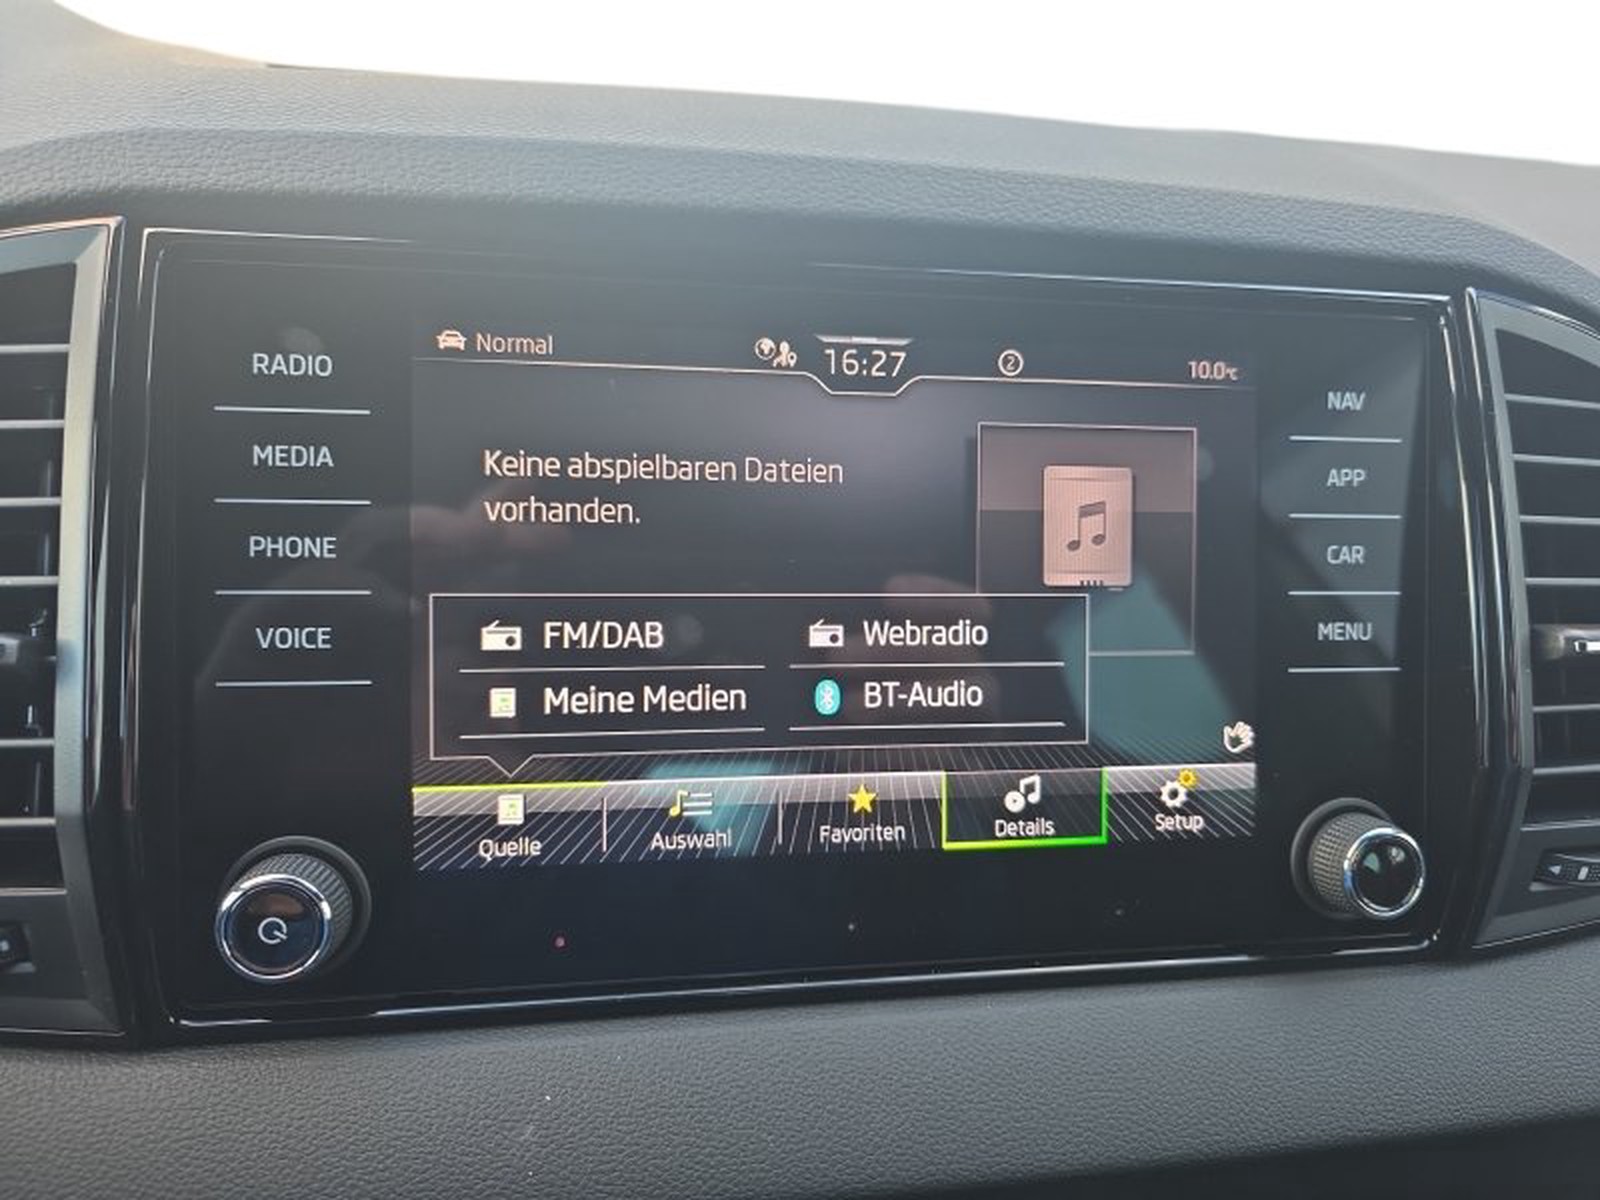 RADIO
MEDIA
PHONE
VOICE
Normal
16:27
2
10.0°C
Keine abspielbaren Dateien
vorhanden.
FM/DAB
Webradio
Meine Medien
BT-Audio
Quelle
Auswahl
Favoriten
Details
Setup
NAV
APP
CAR
MENU